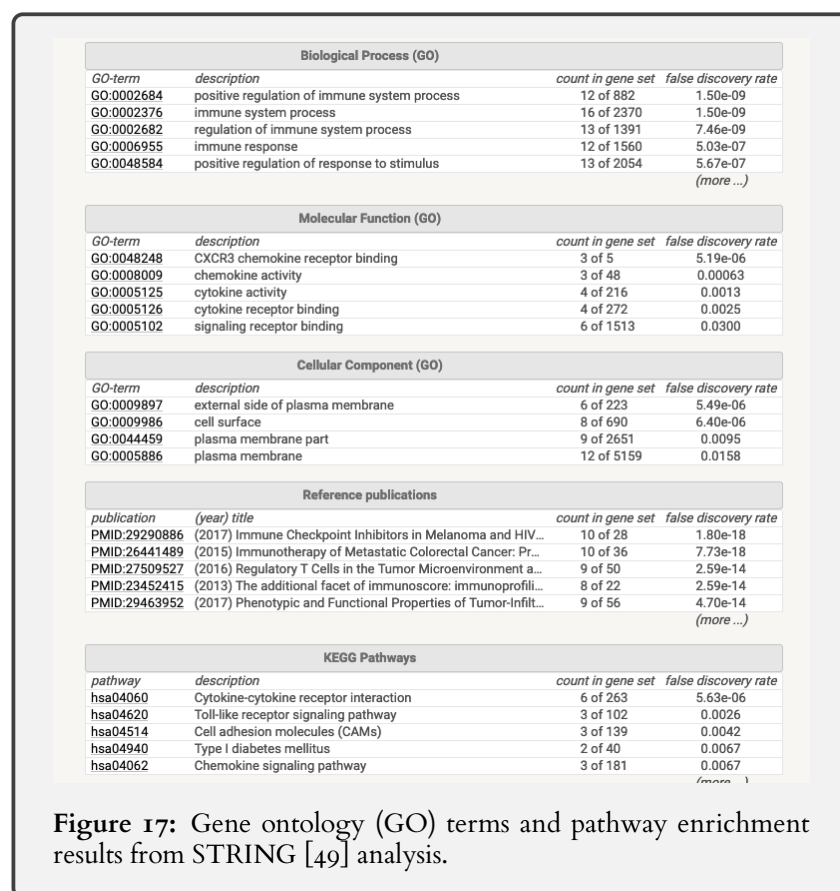 Biological Process (GO)
GO-term description count in gene set false discovery rate
GO:0002684 positive regulation of immune system process 12 of 882 1.50e-09
GO:0002376 immune system process 16 of 2370 1.50e-09
GO:0002682 regulation of immune system process 13 of 1391 7.46e-09
GO:0006955 immune response 12 of 1560 5.03e-07
GO:0048584 positive regulation of response to stimulus 13 of 2054 5.67e-07
(more ...)
Molecular Function (GO)
GO-term description count in gene set false discovery rate
GO:0048248 CXCR3 chemokine receptor binding 3 of 5 5.19e-06
GO:0008009 chemokine activity 3 of 48 0.00063
GO:0005125 cytokine activity 4 of 216 0.0013
GO:0005126 cytokine receptor binding 4 of 272 0.0025
GO:0005102 signaling receptor binding 6 of 1513 0.0300
Cellular Component (GO)
GO-term description count in gene set false discovery rate
GO:0009897 external side of plasma membrane 6 of 223 5.49e-06
GO:0009986 cell surface 8 of 690 6.40e-06
GO:0044459 plasma membrane part 9 of 2651 0.0095
GO:0005886 plasma membrane 12 of 5159 0.0158
Reference publications
publication (year) title count in gene set false discovery rate
PMID:29290886 (2017) Immune Checkpoint Inhibitors in Melanoma and HIV... 10 of 28 1.80e-18
PMID:26441489 (2015) Immunotherapy of Metastatic Colorectal Cancer: Pr... 10 of 36 7.73e-18
PMID:27509527 (2016) Regulatory T Cells in the Tumor Microenvironment a... 9 of 50 2.59e-14
PMID:23452415 (2013) The additional facet of immunoscore: immunoprofili... 8 of 22 2.59e-14
PMID:29463952 (2017) Phenotypic and Functional Properties of Tumor-Infilt... 9 of 56 4.70e-14
(more ...)
KEGG Pathways
pathway description count in gene set false discovery rate
hsa04060 Cytokine-cytokine receptor interaction 6 of 263 5.63e-06
hsa04620 Toll-like receptor signaling pathway 3 of 102 0.0026
hsa04514 Cell adhesion molecules (CAMs) 3 of 139 0.0042
hsa04940 Type I diabetes mellitus 2 of 40 0.0067
hsa04062 Chemokine signaling pathway 3 of 181 0.0067
(more ...)
Figure 17: Gene ontology (GO) terms and pathway enrichment
results from STRING [49] analysis.